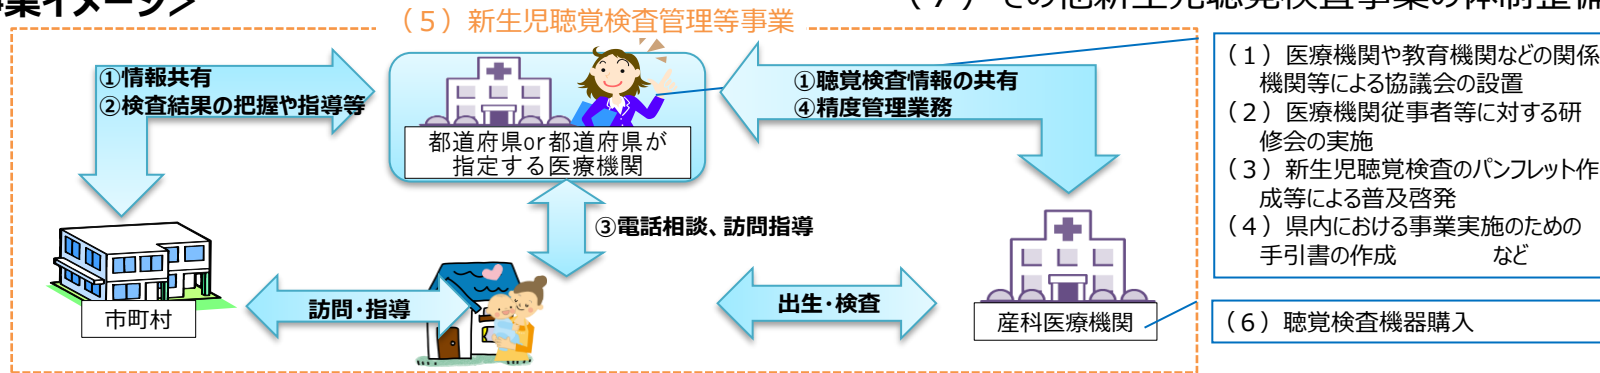 事業イメージ＞
（７）その他新生児聴覚検査事業の体制整備
（５）新生児聴覚検査管理等事業
①情報共有
②検査結果の把握や指導等
都道府県or都道府県が
指定する医療機関
①聴覚検査情報の共有
④精度管理業務
③電話相談、訪問指導
市町村
訪問・指導
出生・検査
産科医療機関
（１）医療機関や教育機関などの関係
機関等による協議会の設置
（２）医療機関従事者等に対する研
修会の実施
（３）新生児聴覚検査のパンフレット作
成等による普及啓発
（４）県内における事業実施のための
手引書の作成　　　　など
（６）聴覚検査機器購入